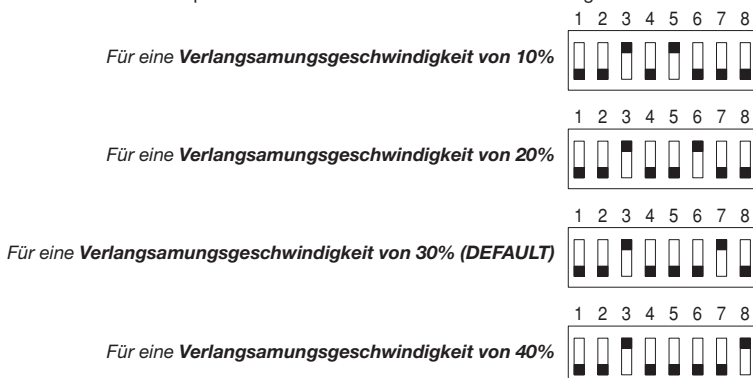 1 2 3 4 5 6 7 8
Für eine Verlangsamungsgeschwindigkeit von 10%
1 2 3 4 5 6 7 8
Für eine Verlangsamungsgeschwindigkeit von 20%
1 2 3 4 5 6 7 8
Für eine Verlangsamungsgeschwindigkeit von 30% (DEFAULT)
1 2 3 4 5 6 7 8
Für eine Verlangsamungsgeschwindigkeit von 40%